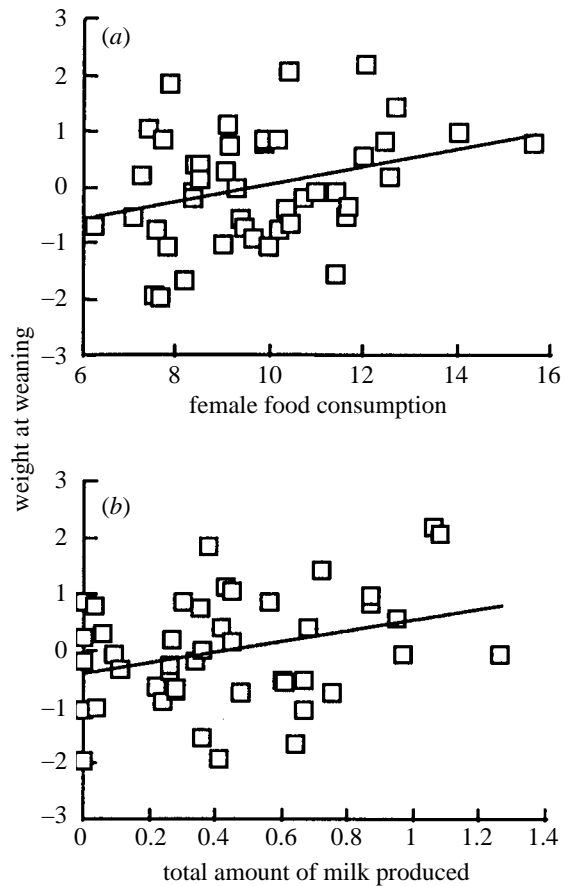 (a)
3
2
1
0
−1
−2
−3
6 8 10 12 14 16
female food consumption
weight at weaning
(b)
3
2
1
0
−1
−2
−3
0 0.2 0.4 0.6 0.8 1 1.2 1.4
total amount of milk produced